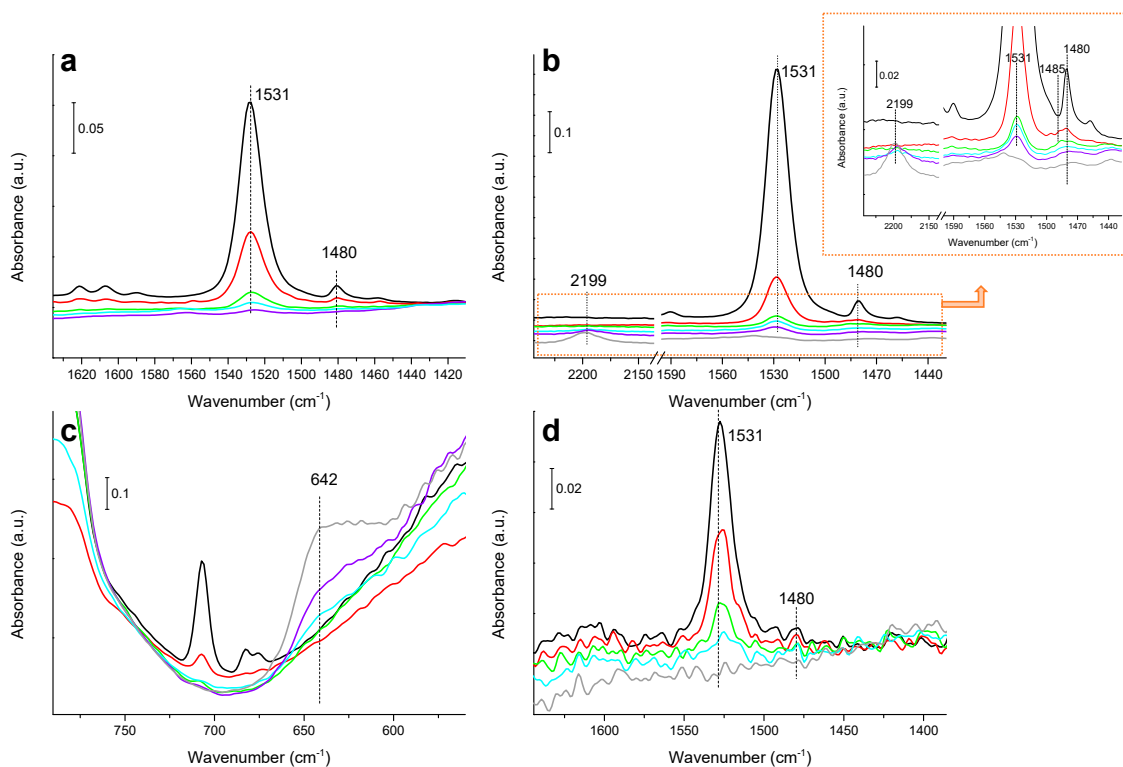 a
1531
0.05
1480
Absorbance (a.u.)
1620 1600 1580 1560 1540 1520 1500 1480 1460 1440 1420
Wavenumber (cm-1)
b
1531
0.1
2199
1480
Absorbance (a.u.)
2200 2150 1590 1560 1530 1500 1470 1440
Wavenumber (cm-1)
1531
1480
1485
0.02
2199
Absorbance (a.u.)
2200 2150 1590 1560 1530 1500 1470 1440
Wavenumber (cm-1)
c
0.1
642
Absorbance (a.u.)
750 700 650 600
Wavenumber (cm-1)
d
1531
0.02
1480
Absorbance (a.u.)
1600 1550 1500 1450 1400
Wavenumber (cm-1)